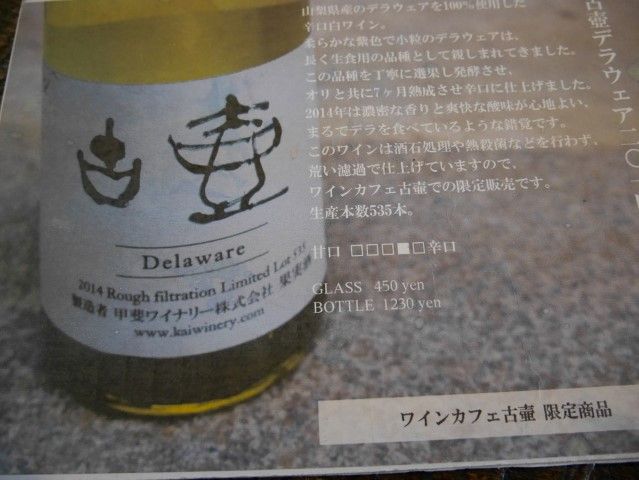 古壺デラウェア二〇
山梨県産のデラウェアを100%使用した
辛口白ワイン。
柔らかな紫色で小粒のデラウェアは、
長く生食用の品種として親しまれてきました。
この品種を丁寧に選果し発酵させ、
オリと共に7ヶ月熟成させ辛口に仕上げました。
2014年は濃密な香りと爽快な酸味が心地よい、
まるでデラを食べているような錯覚です。
このワインは酒石処理や熱殺菌などを行わず、
荒い濾過で仕上げていますので、
ワインカフェ古壺での限定販売です。
生産本数535本。
甘口 □□□■□辛口
GLASS 450 yen
BOTTLE 1230 yen
ワインカフェ古壺 限定商品
古壺
Delaware
2014 Rough filtration Limited Lot 535
製造者 甲斐ワイナリー株式会社 果実酒
www.kaiwinery.com